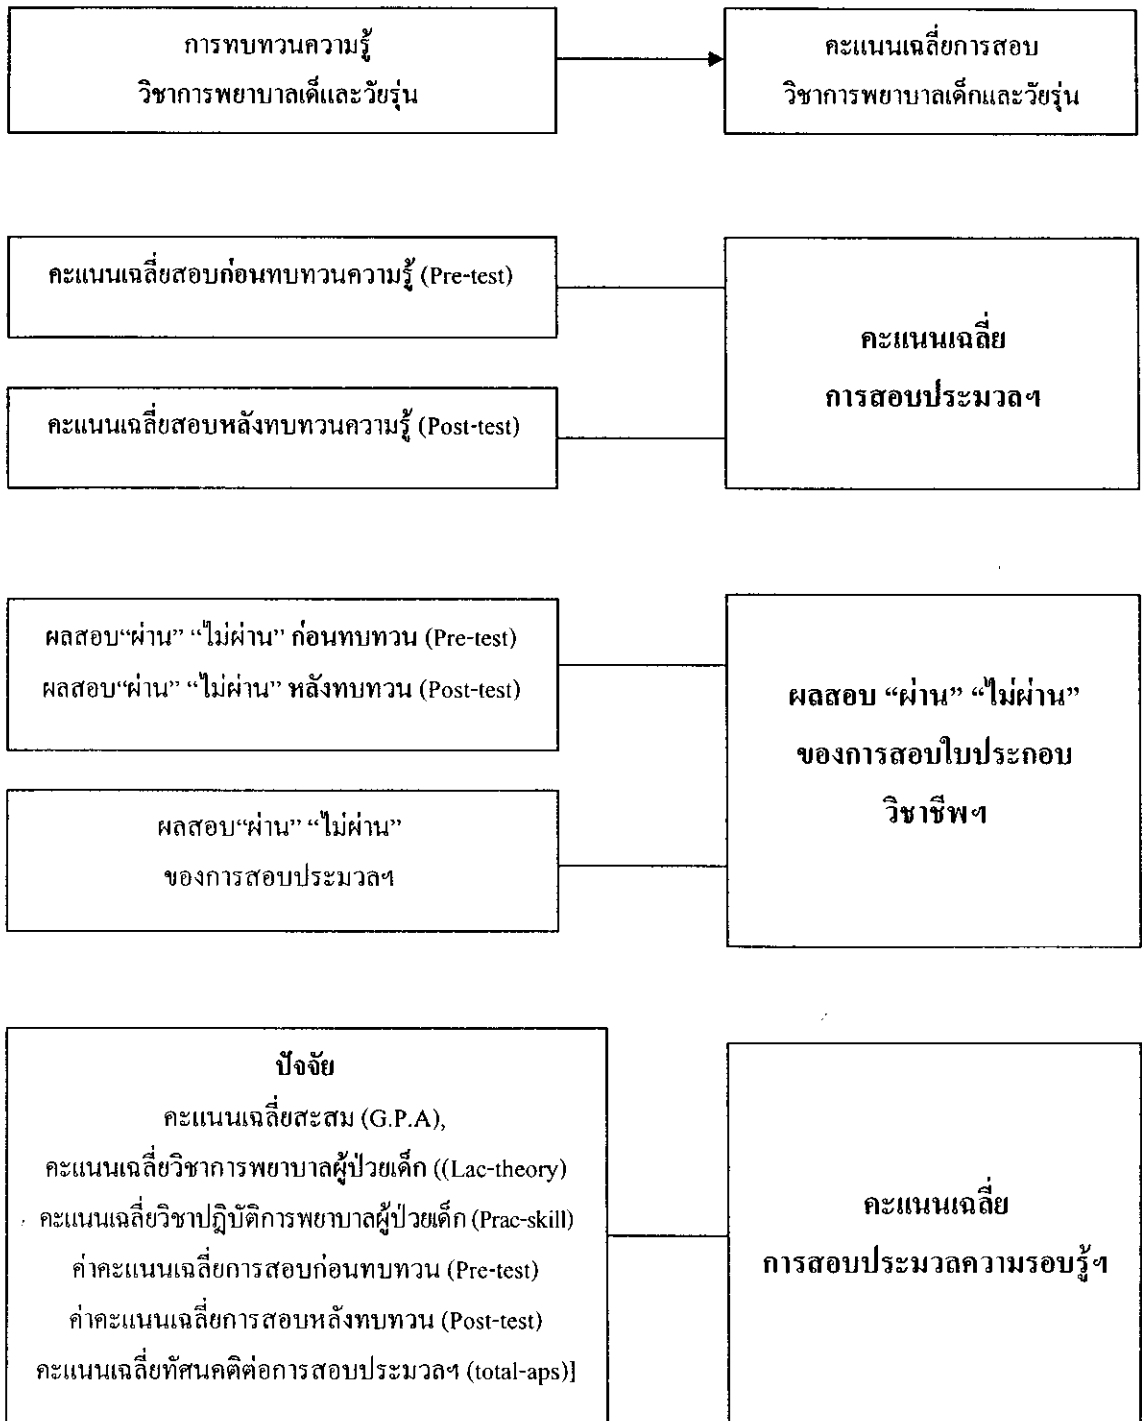 การทบทวนความรู้
วิชาการพยาบาลเด็และวัยรุ่น
คะแนนเฉลี่ยการสอบ
วิชาการพยาบาลเด็กและวัยรุ่น
คะแนนเฉลี่ยสอบก่อนทบทวนความรู้ (Pre-test)
คะแนนเฉลี่ยสอบหลังทบทวนความรู้ (Post-test)
คะแนนเฉลี่ย
การสอบประมวลฯ
ผลสอบ“ผ่าน” “ไม่ผ่าน” ก่อนทบทวน (Pre-test)
ผลสอบ“ผ่าน” “ไม่ผ่าน” หลังทบทวน (Post-test)
ผลสอบ“ผ่าน” “ไม่ผ่าน”
ของการสอบประมวลฯ
ผลสอบ “ผ่าน” “ไม่ผ่าน”
ของการสอบใบประกอบ
วิชาชีพฯ
ปัจจัย
คะแนนเฉลี่ยสะสม (G.P.A),
คะแนนเฉลี่ยวิชาการพยาบาลผู้ป่วยเด็ก ((Lac-theory)
คะแนนเฉลี่ยวิชาปฏิบัติการพยาบาลผู้ป่วยเด็ก (Prac-skill)
ค่าคะแนนเฉลี่ยการสอบก่อนทบทวน (Pre-test)
ค่าคะแนนเฉลี่ยการสอบหลังทบทวน (Post-test)
คะแนนเฉลี่ยทัศนคติต่อการสอบประมวลฯ (total-aps)]
คะแนนเฉลี่ย
การสอบประมวลความรอบรู้ฯ